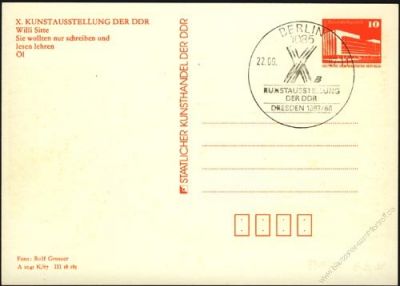 X. KUNSTAUSSTELLUNG DER DDR
Willi Sitte
Sie wollten nur schreiben und
lesen lehren
Öl
STAATLICHER KUNSTHANDEL DER DDR
BERLIN
1085
22.09.
KUNSTAUSSTELLUNG
DER DDR
DRESDEN 1987/88
10
Foto: Rolf Grosser